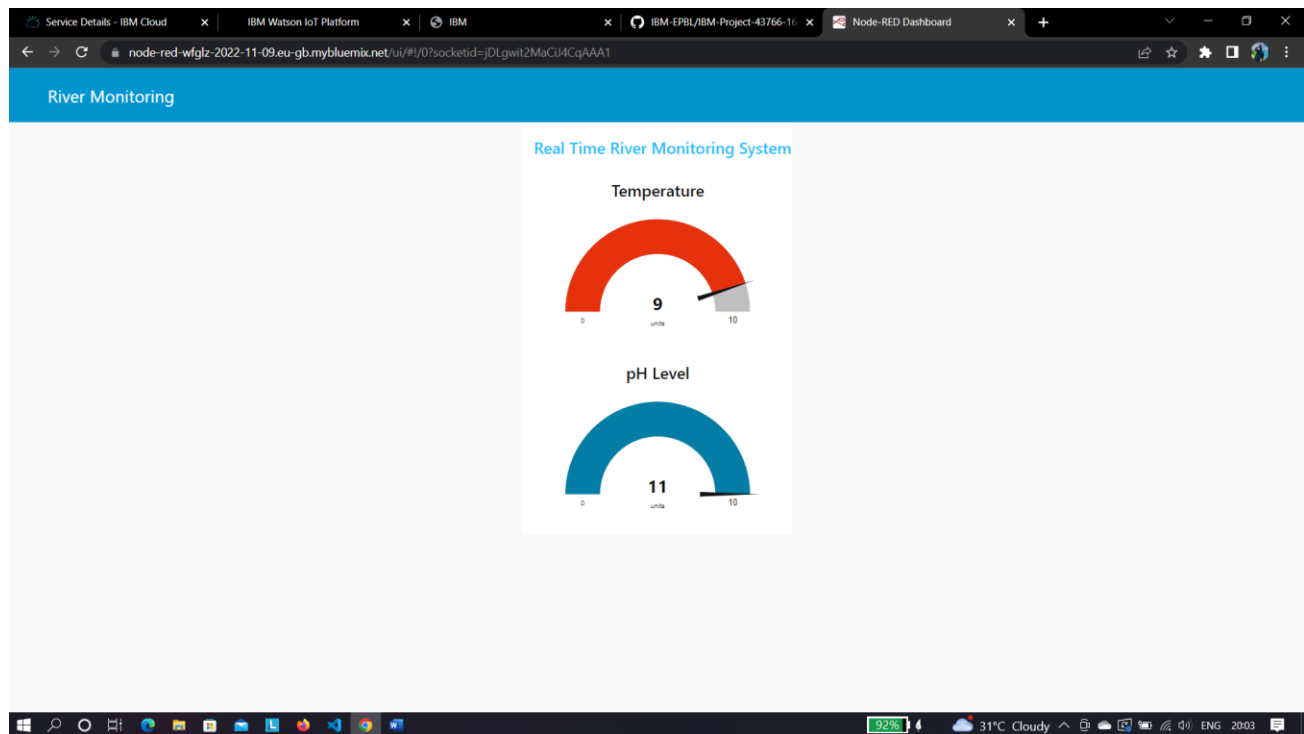 Service Details - IBM Cloud
IBM Watson IoT Platform
IBM
IBM-EPBL/IBM-Project-43766-16
Node-RED Dashboard
node-red-wfglz-2022-11-09.eu-gb.mybluemix.net/ui/#!/0?socketid=jDLgwit2MaCiJ4CqAAA1
River Monitoring
Real Time River Monitoring System
Temperature
9
units
0
10
pH Level
11
units
0
10
92%
31°C Cloudy
ENG
20:03